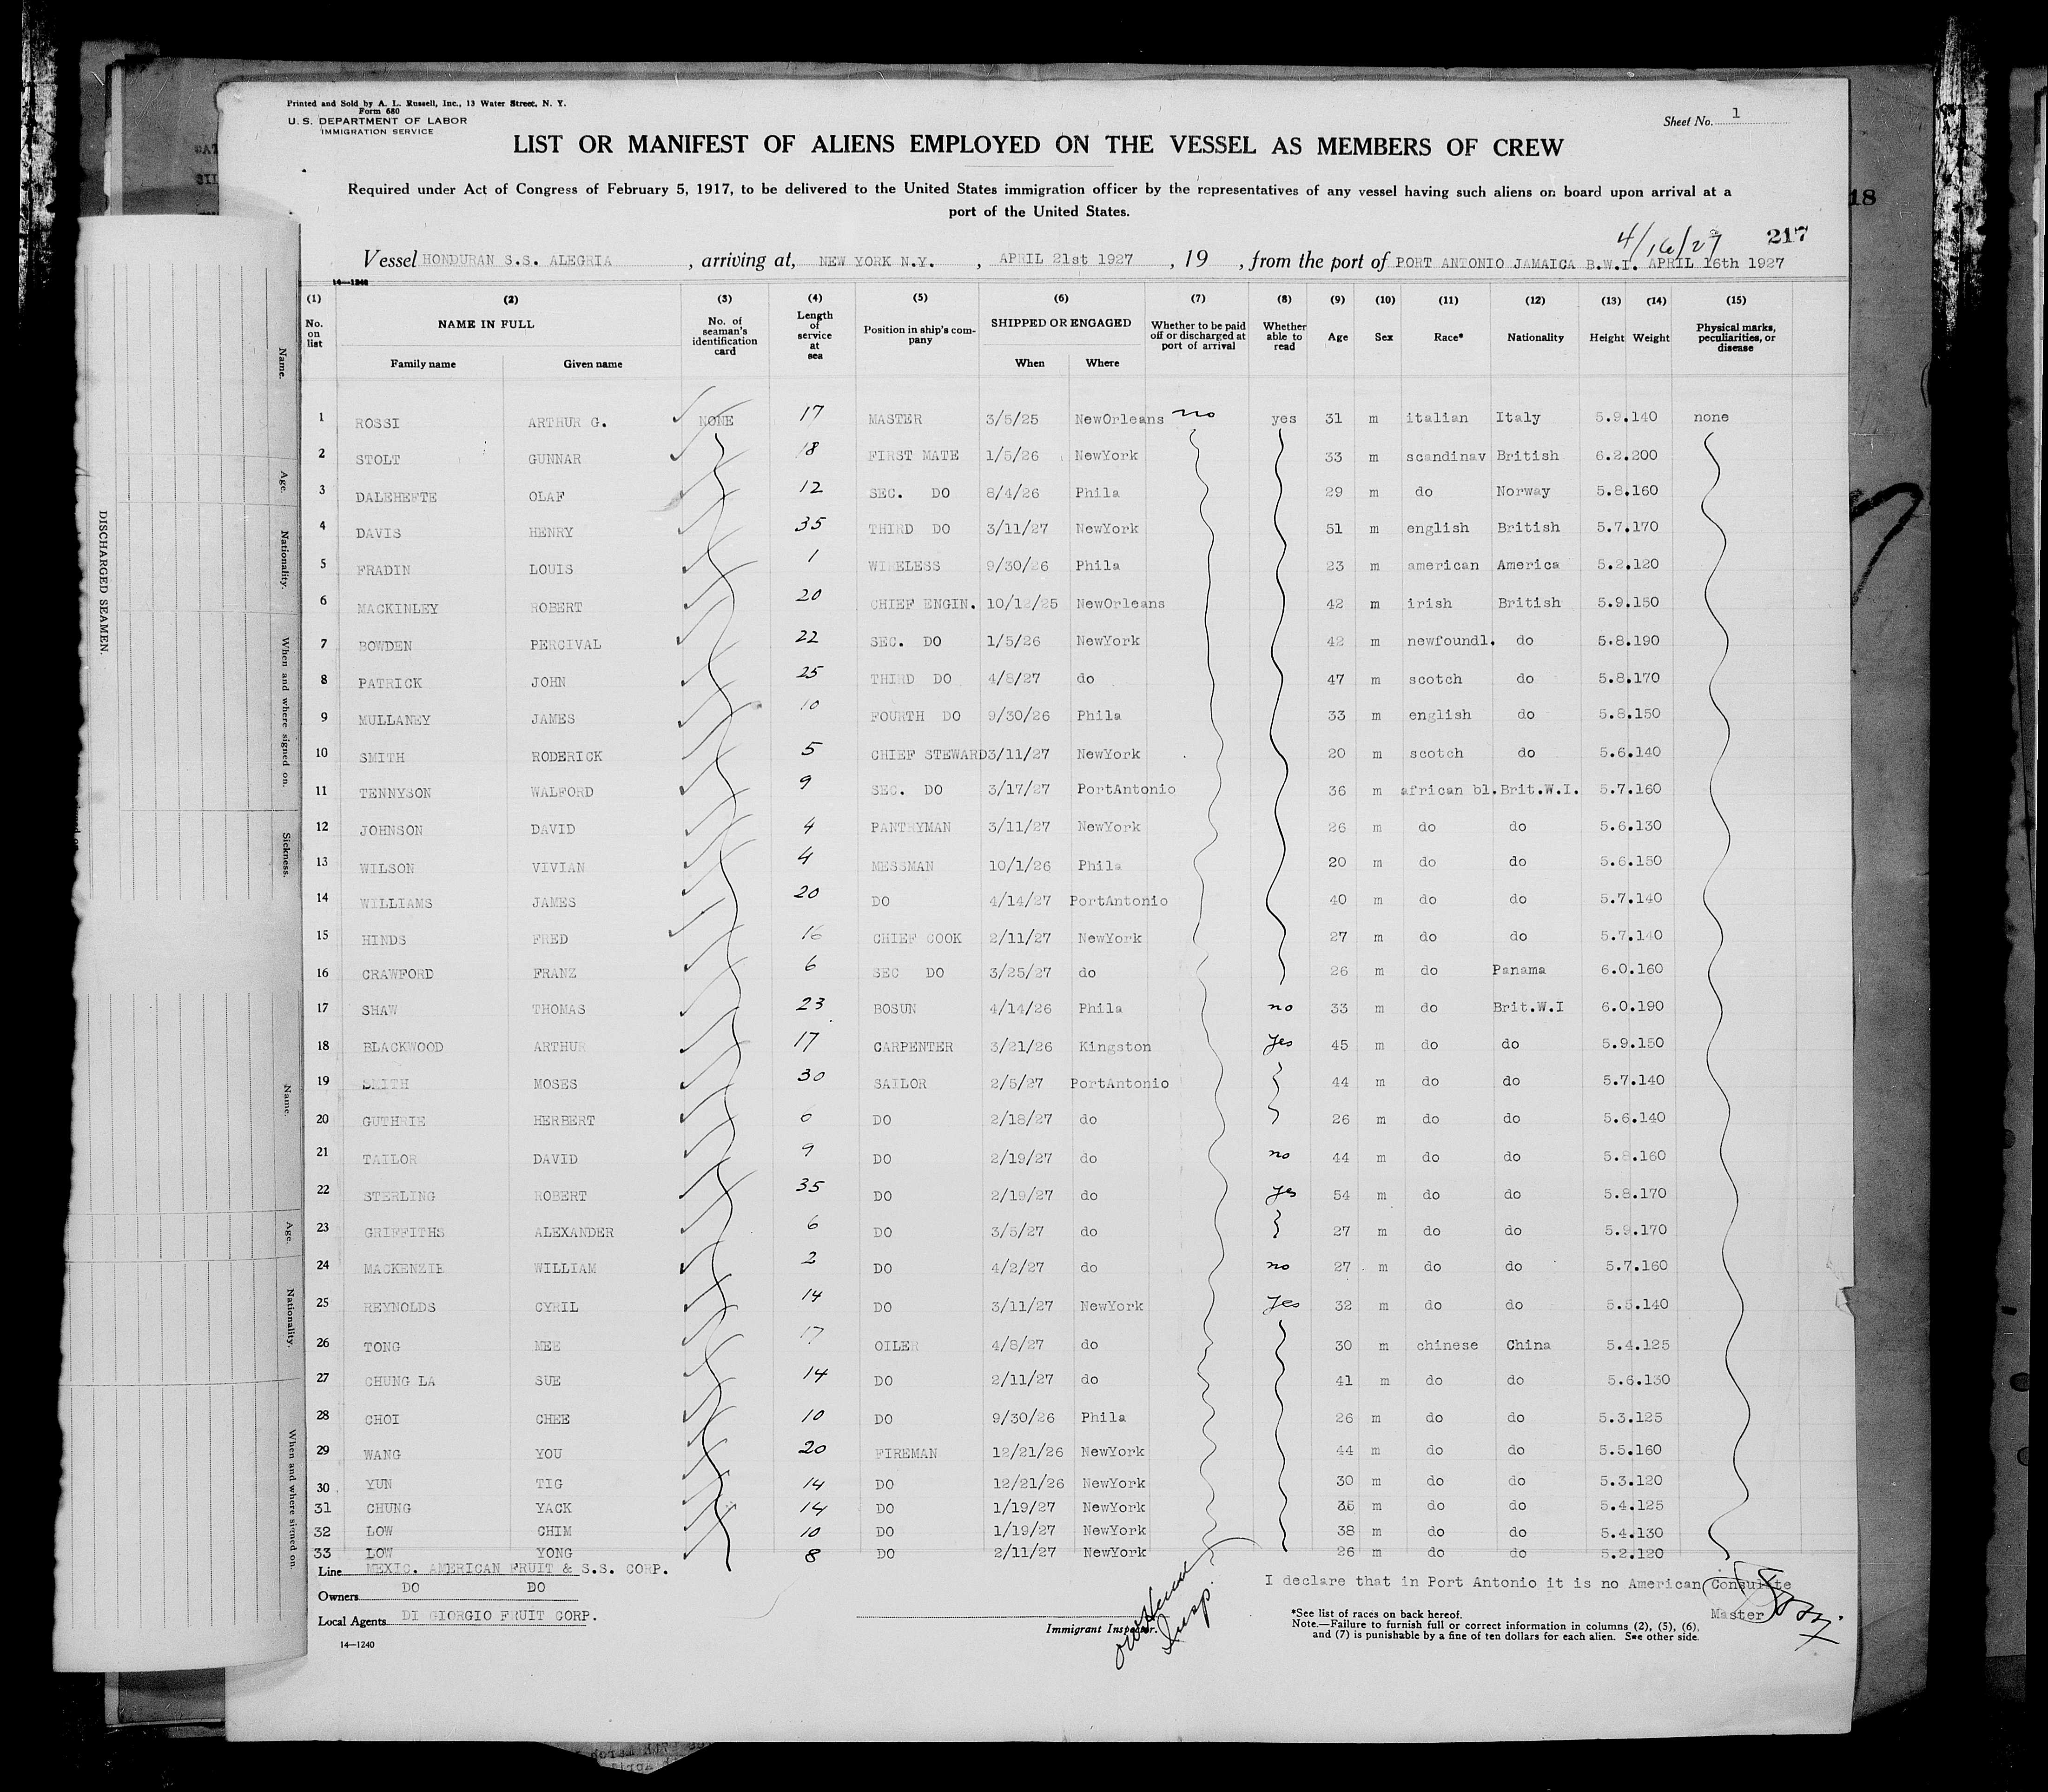 Printed and Sold by A. L. Russell, Inc., 13 Water Street, N. Y.
Form 680
U. S. DEPARTMENT OF LABOR
IMMIGRATION SERVICE
Sheet No. 1
LIST OR MANIFEST OF ALIENS EMPLOYED ON THE VESSEL AS MEMBERS OF CREW
Required under Act of Congress of February 5, 1917, to be delivered to the United States immigration officer by the representatives of any vessel having such aliens on board upon arrival at a
port of the United States.
18
4/16/27 217
Vessel HONDURAN S.S. ALEGRIA, arriving at, NEW YORK N.Y., APRIL 21st 1927, 19 , from the port of PORT ANTONIO JAMAICA B.W.I. APRIL 16th 1927
14—1240
(1) (2) (3) (4) (5) (6) (7) (8) (9) (10) (11) (12) (13) (14) (15)
No. on list NAME IN FULL No. of seaman's identification card Length of service at sea Position in ship's company SHIPPED OR ENGAGED Whether to be paid off or discharged at port of arrival Whether able to read Age Sex Race* Nationality Height Weight Physical marks, peculiarities, or disease
Family name Given name When Where
1 ROSSI ARTHUR G. NONE 17 MASTER 3/5/25 NewOrleans no yes 31 m italian Italy 5.9.140 none
2 STOLT GUNNAR 18 FIRST MATE 1/5/26 NewYork 33 m scandinav British 6.2.200
3 DALEHEFTE OLAF 12 SEC. DO 8/4/26 Phila 29 m do Norway 5.8.160
4 DAVIS HENRY 35 THIRD DO 3/11/27 NewYork 51 m english British 5.7.170
5 FRADIN LOUIS 1 WIRELESS 9/30/26 Phila 23 m american America 5.2.120
6 MACKINLEY ROBERT 20 CHIEF ENGIN. 10/12/25 NewOrleans 42 m irish British 5.9.150
7 BOWDEN PERCIVAL 22 SEC. DO 1/5/26 NewYork 42 m newfoundl. do 5.8.190
8 PATRICK JOHN 25 THIRD DO 4/8/27 do 47 m scotch do 5.8.170
9 MULLANEY JAMES 10 FOURTH DO 9/30/26 Phila 33 m english do 5.8.150
10 SMITH RODERICK 5 CHIEF STEWARD 3/11/27 NewYork 20 m scotch do 5.6.140
11 TENNYSON WALFORD 9 SEC. DO 3/17/27 PortAntonio 36 m african bl. Brit.W.I. 5.7.160
12 JOHNSON DAVID 4 PANTRYMAN 3/11/27 NewYork 26 m do do 5.6.130
13 WILSON VIVIAN 4 MESSMAN 10/1/26 Phila 20 m do do 5.6.150
14 WILLIAMS JAMES 20 DO 4/14/27 PortAntonio 40 m do do 5.7.140
15 HINDS FRED 16 CHIEF COOK 2/11/27 NewYork 27 m do do 5.7.140
16 CRAWFORD FRANZ 6 SEC DO 3/25/27 do 26 m do Panama 6.0.160
17 SHAW THOMAS 23 BOSUN 4/14/26 Phila no 33 m do Brit.W.I 6.0.190
18 BLACKWOOD ARTHUR 17 CARPENTER 3/21/26 Kingston yes 45 m do do 5.9.150
19 SMITH MOSES 30 SAILOR 2/5/27 PortAntonio 44 m do do 5.7.140
20 GUTHRIE HERBERT 6 DO 2/18/27 do 26 m do do 5.6.140
21 TAILOR DAVID 9 DO 2/19/27 do no 44 m do do 5.8.160
22 STERLING ROBERT 35 DO 2/19/27 do yes 54 m do do 5.8.170
23 GRIFFITHS ALEXANDER 6 DO 3/5/27 do 27 m do do 5.9.170
24 MACKENZIE WILLIAM 2 DO 4/2/27 do no 27 m do do 5.7.160
25 REYNOLDS CYRIL 14 DO 3/11/27 NewYork yes 32 m do do 5.5.140
26 TONG MEE 17 OILER 4/8/27 do 30 m chinese China 5.4.125
27 CHUNG LA SUE 14 DO 2/11/27 do 41 m do do 5.6.130
28 CHOI CHEE 10 DO 9/30/26 Phila 26 m do do 5.3.125
29 WANG YOU 20 FIREMAN 12/21/26 NewYork 44 m do do 5.5.160
30 YUN TIG 14 DO 12/21/26 NewYork 30 m do do 5.3.120
31 CHUNG YACK 14 DO 1/19/27 NewYork 35 m do do 5.4.125
32 LOW CHIM 10 DO 1/19/27 NewYork 38 m do do 5.4.130
33 LOW YONG 8 DO 2/11/27 NewYork 26 m do do 5.2.120
Line MEXIC. AMERICAN FRUIT & S.S. CORP.
Owners DO DO
Local Agents DI GIORGIO FRUIT CORP.
14—1240
Immigrant Inspector.
Insp.
I declare that in Port Antonio it is no American Consulate
Master
*See list of races on back hereof.
Note.—Failure to furnish full or correct information in columns (2), (5), (6),
and (7) is punishable by a fine of ten dollars for each alien. See other side.
DISCHARGED SEAMEN.
Name.
Age.
Nationality.
When and where signed on.
Sickness.
Name.
Age.
Nationality.
When and where signed on